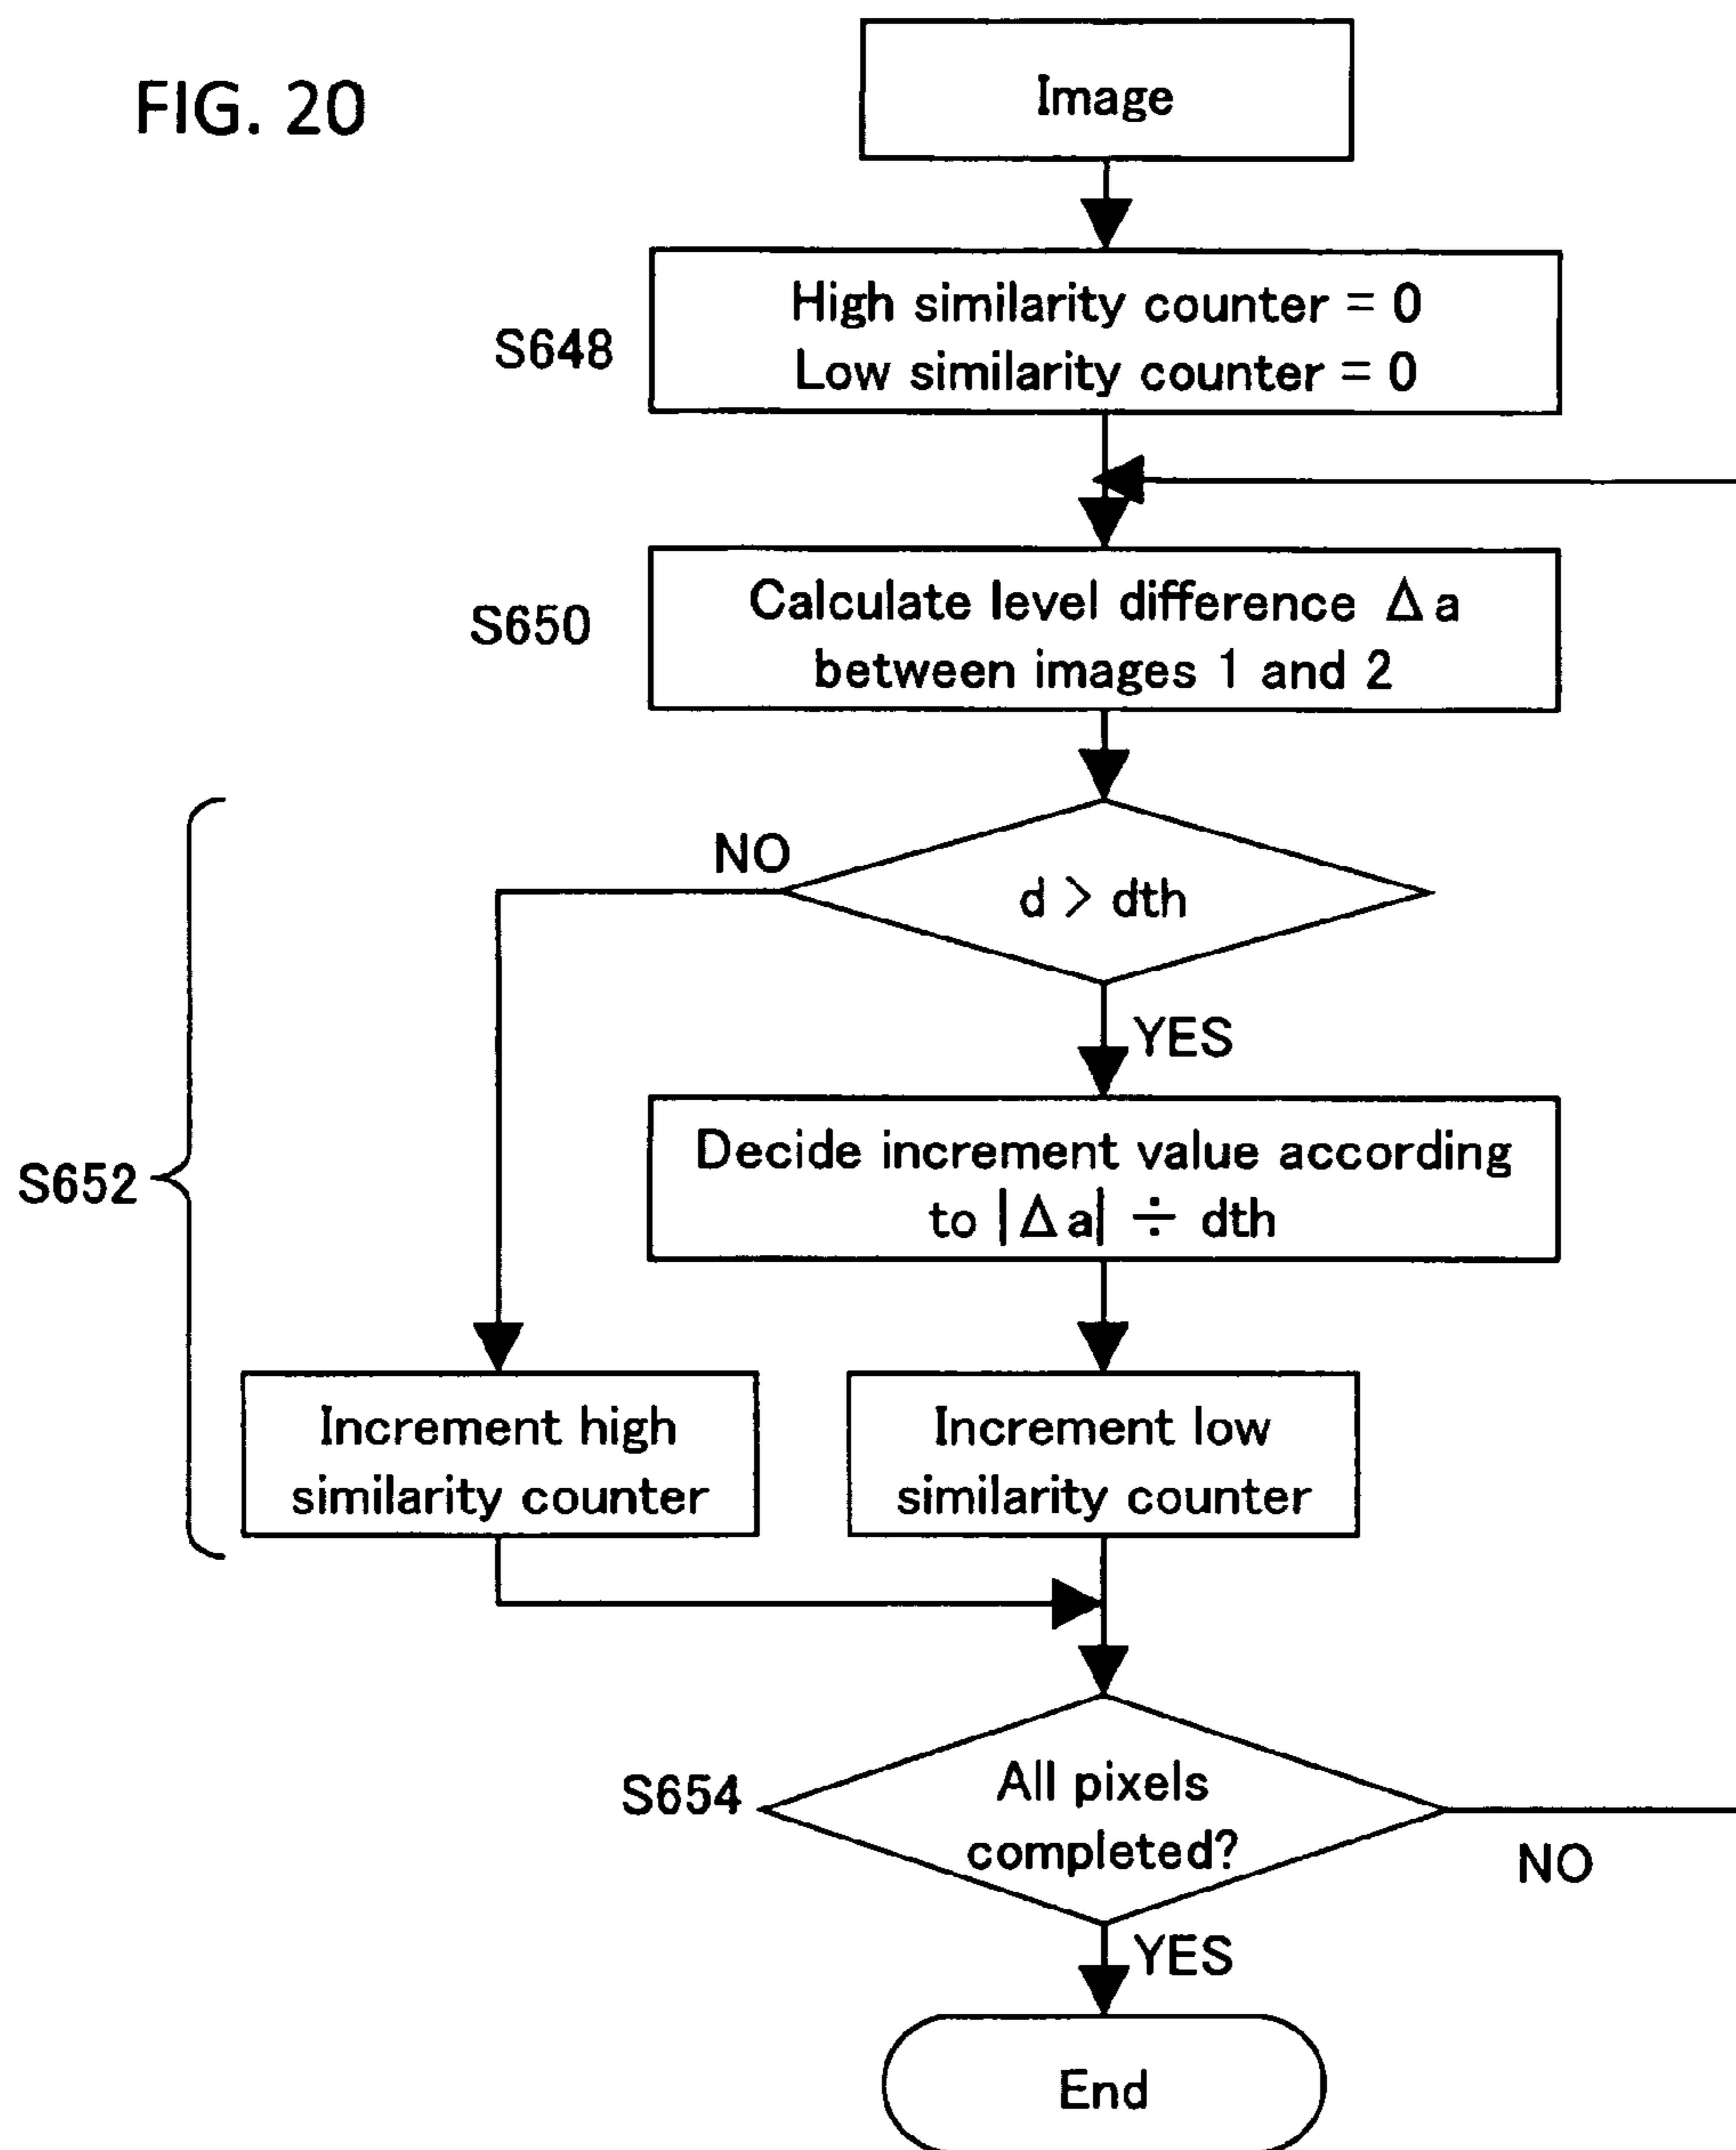 FIG. 20
Image
S648
High similarity counter = 0
Low similarity counter = 0
S650
Calculate level difference Δa
between images 1 and 2
S652
NO
d > dth
YES
Decide increment value according
to |Δa| ÷ dth
Increment high
similarity counter
Increment low
similarity counter
S654
All pixels
completed?
NO
YES
End